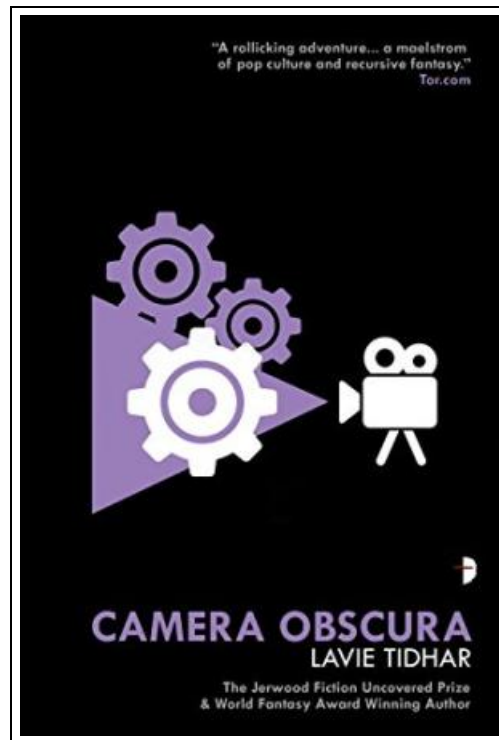 "A rollicking adventure... a maelstrom
of pop culture and recursive fantasy."
Tor.com
CAMERA OBSCURA
LAVIE TIDHAR
The Jerwood Fiction Uncovered Prize
& World Fantasy Award Winning Author